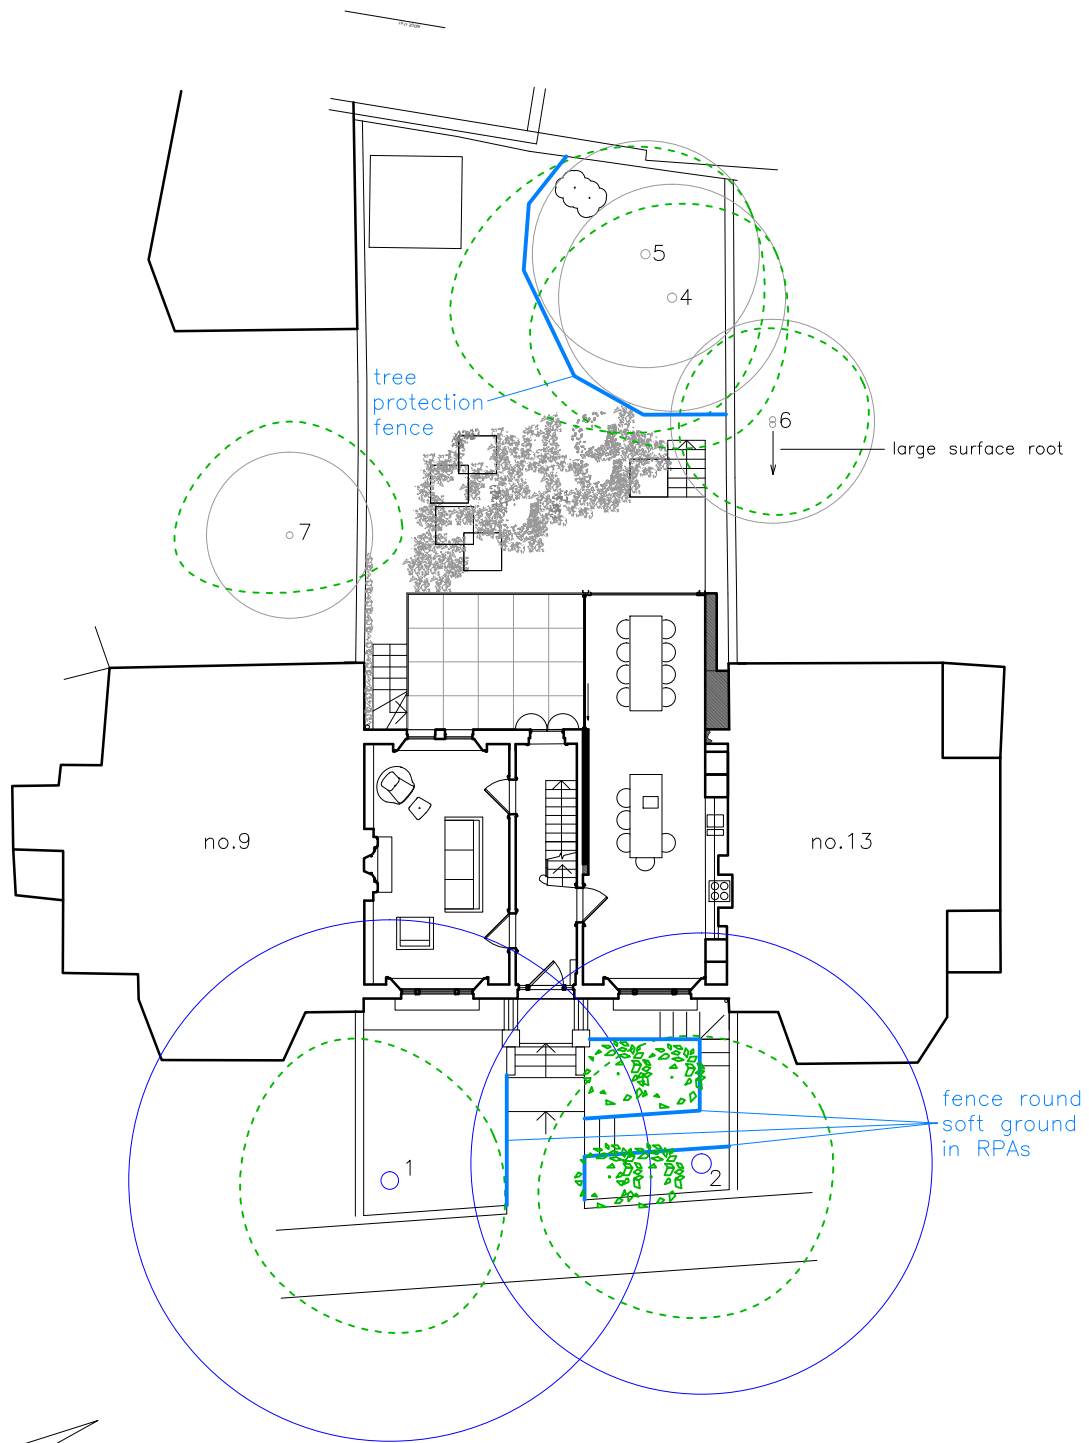 5
4
tree
protection
fence
6
large surface root
7
no.9
no.13
fence round
soft ground
in RPAs
1
2